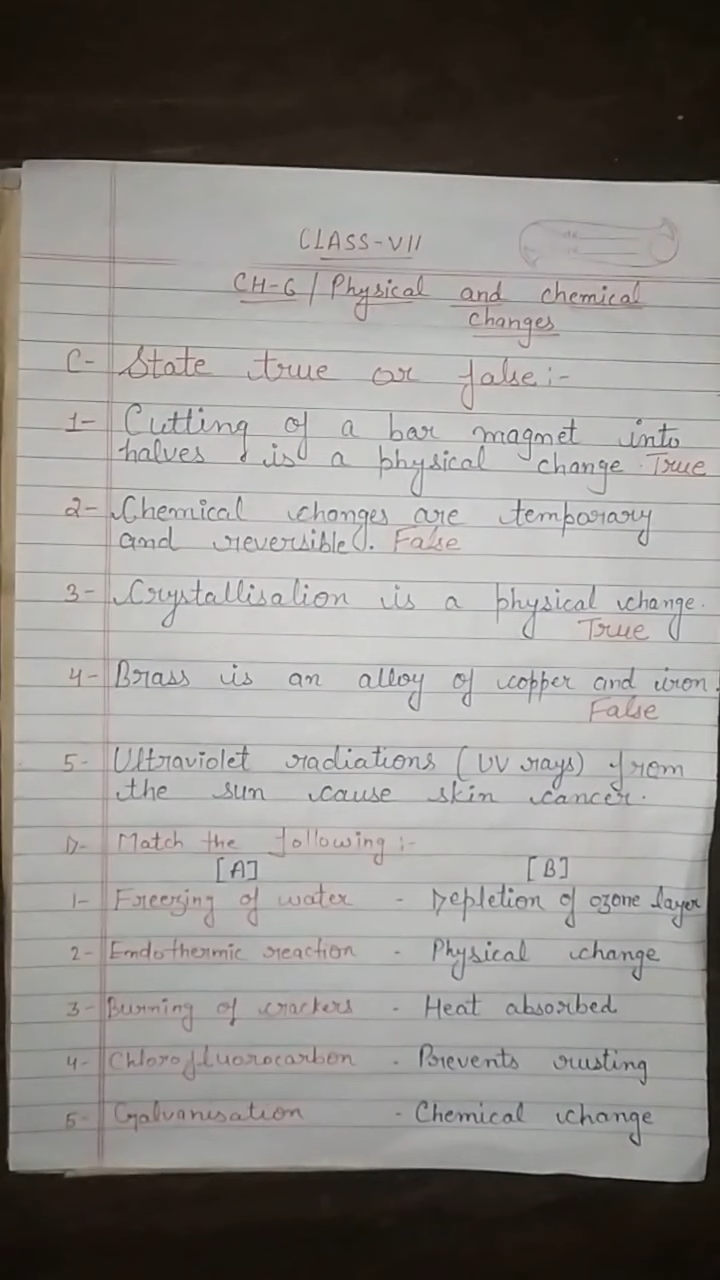 CLASS-VII
CH-6 / Physical and chemical
changes
C- State true or false :-
1- Cutting of a bar magnet into
halves is a physical change. True
2- Chemical changes are temporary
and reversible. False
3- Crystallisation is a physical change.
True
4- Brass is an alloy of copper and iron.
False
5- Ultraviolet radiations (UV rays) from
the sun cause skin cancer.
D- Match the following :-
[A] [B]
1- Freezing of water - Depletion of ozone layer
2- Endothermic reaction - Physical change
3- Burning of crackers - Heat absorbed
4- Chlorofluorocarbon - Prevents rusting
5- Galvanisation - Chemical change